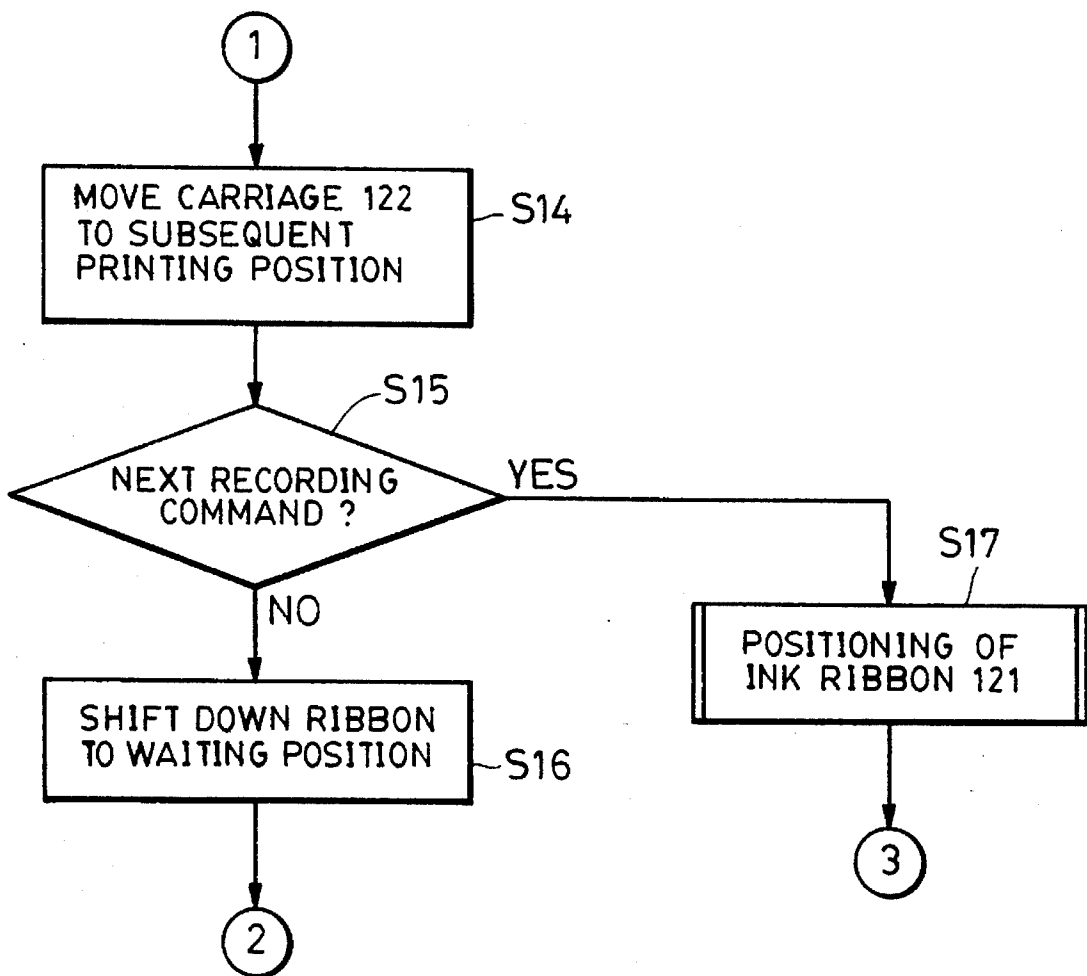 1
MOVE CARRIAGE 122
TO SUBSEQUENT
PRINTING POSITION
S14
S15
NEXT RECORDING
COMMAND ?
YES
NO
S17
POSITIONING OF
INK RIBBON 121
SHIFT DOWN RIBBON
TO WAITING POSITION
S16
3
2